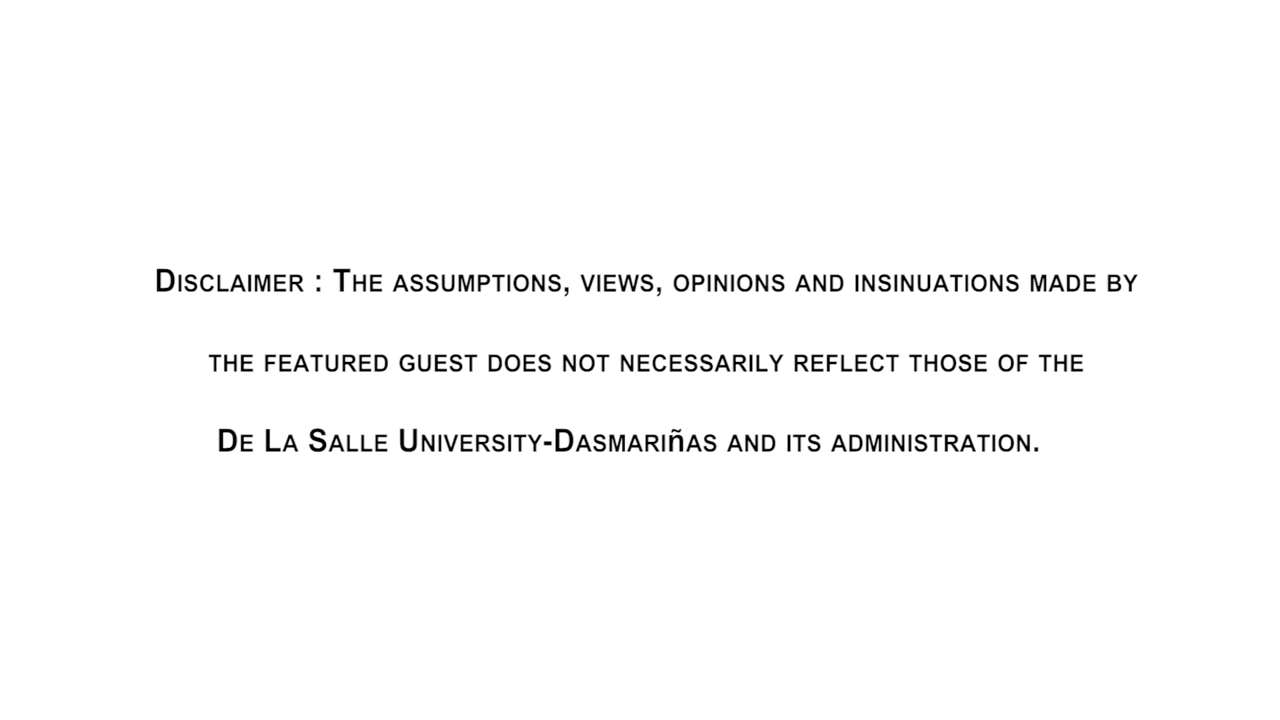 Disclaimer : The assumptions, views, opinions and insinuations made by
the featured guest does not necessarily reflect those of the
De La Salle University-Dasmariñas and its administration.